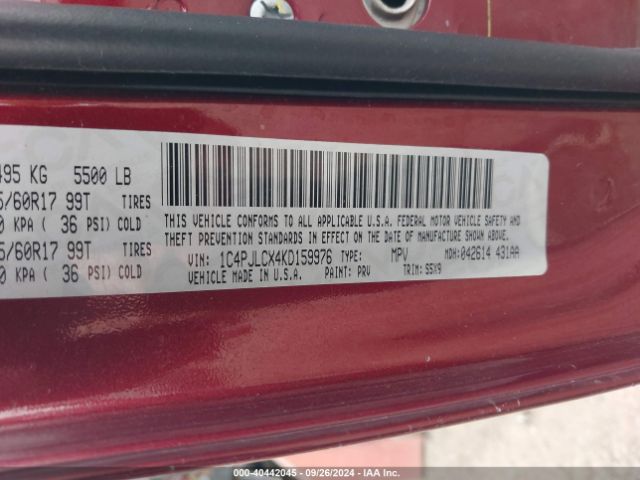 495 KG 5500 LB
5/60R17 99T TIRES
0 KPA ( 36 PSI) COLD
5/60R17 99T TIRES
0 KPA ( 36 PSI) COLD
THIS VEHICLE CONFORMS TO ALL APPLICABLE U.S.A. FEDERAL MOTOR VEHICLE SAFETY AND
THEFT PREVENTION STANDARDS IN EFFECT ON THE DATE OF MANUFACTURE SHOWN ABOVE.
VIN: 1C4PJLCX4KD159976 TYPE: MPV MDH: 042614 431AA
VEHICLE MADE IN U.S.A. PAINT: PRV TRIM: S5X9
000-40442045 - 09/26/2024 - IAA Inc.